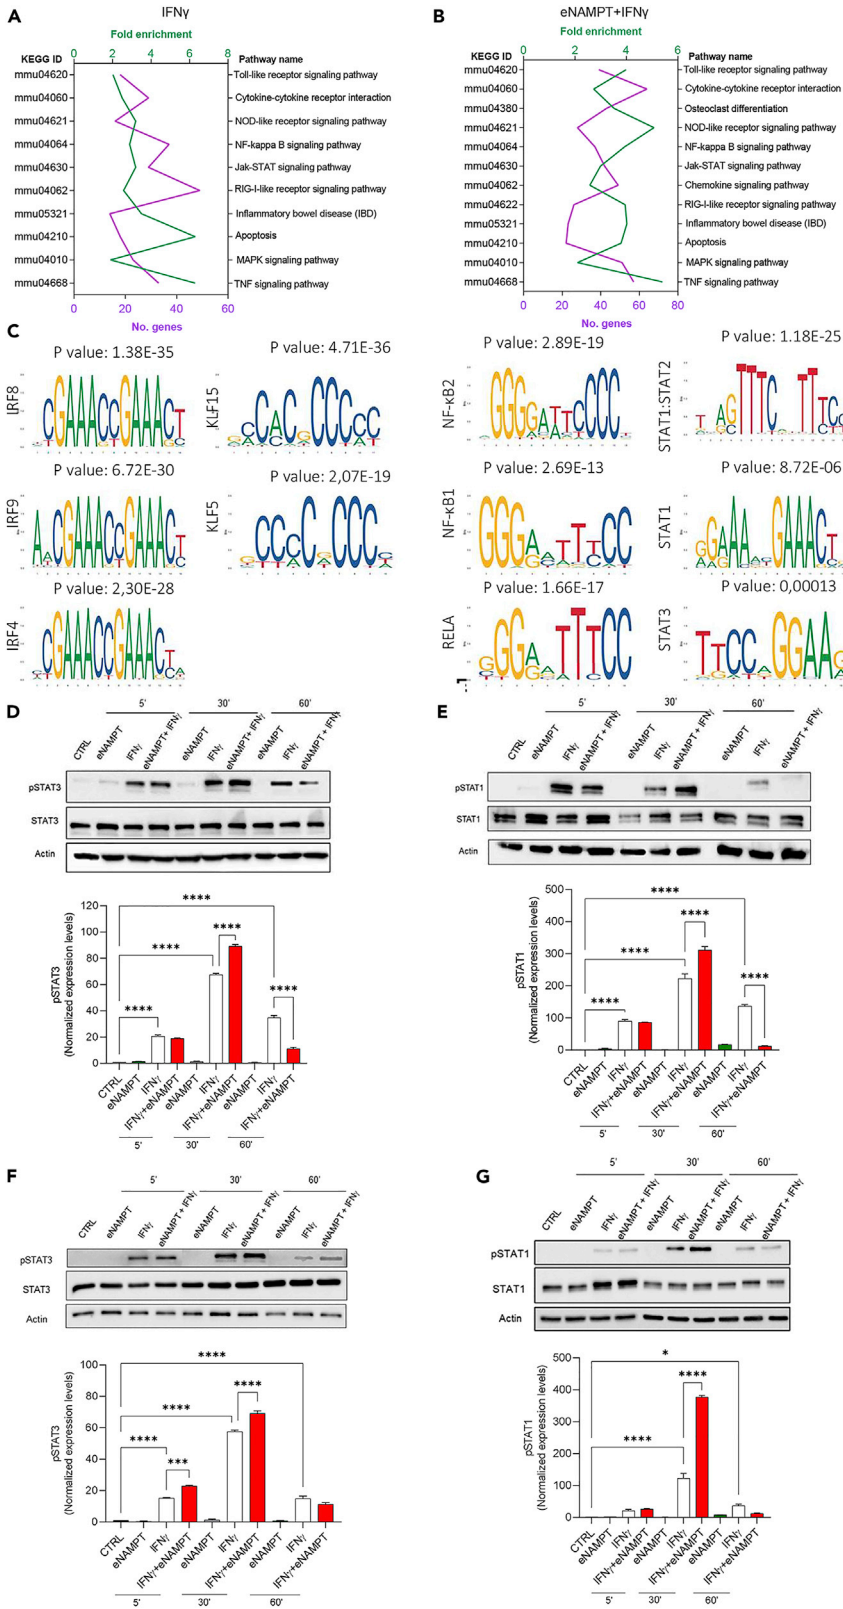 A
IFNγ
Fold enrichment
KEGG ID
0 2 4 6 8
Pathway name
mmu04620 Toll-like receptor signaling pathway
mmu04060 Cytokine-cytokine receptor interaction
mmu04621 NOD-like receptor signaling pathway
mmu04064 NF-kappa B signaling pathway
mmu04630 Jak-STAT signaling pathway
mmu04062 RIG-I-like receptor signaling pathway
mmu05321 Inflammatory bowel disease (IBD)
mmu04210 Apoptosis
mmu04010 MAPK signaling pathway
mmu04668 TNF signaling pathway
0 20 40 60
No. genes
B
eNAMPT+IFNγ
Fold enrichment
KEGG ID
0 2 4 6
Pathway name
mmu04620 Toll-like receptor signaling pathway
mmu04060 Cytokine-cytokine receptor interaction
mmu04380 Osteoclast differentiation
mmu04621 NOD-like receptor signaling pathway
mmu04064 NF-kappa B signaling pathway
mmu04630 Jak-STAT signaling pathway
mmu04062 Chemokine signaling pathway
mmu04622 RIG-I-like receptor signaling pathway
mmu05321 Inflammatory bowel disease (IBD)
mmu04210 Apoptosis
mmu04010 MAPK signaling pathway
mmu04668 TNF signaling pathway
0 20 40 60 80
No. genes
C
P value: 1.38E-35
IRF8
P value: 4.71E-36
KLF15
P value: 2.89E-19
NF-κB2
P value: 1.18E-25
STAT1:STAT2
P value: 6.72E-30
IRF9
P value: 2,07E-19
KLF5
P value: 2.69E-13
NF-κB1
P value: 8.72E-06
STAT1
P value: 2,30E-28
IRF4
P value: 1.66E-17
RELA
P value: 0,00013
STAT3
D
5' 30' 60'
CTRL eNAMPT IFNγ eNAMPT+ IFNγ eNAMPT IFNγ eNAMPT+ IFNγ eNAMPT IFNγ eNAMPT+ IFNγ
pSTAT3
STAT3
Actin
pSTAT3
(Normalized expression levels)
120
100
80
60
40
20
0
**** **** **** **** ****
CTRL eNAMPT IFNγ IFNγ+eNAMPT eNAMPT IFNγ IFNγ+eNAMPT eNAMPT IFNγ IFNγ+eNAMPT
5' 30' 60'
E
5' 30' 60'
CTRL eNAMPT IFNγ eNAMPT+ IFNγ eNAMPT IFNγ eNAMPT+ IFNγ eNAMPT IFNγ eNAMPT+ IFNγ
pSTAT1
STAT1
Actin
pSTAT1
(Normalized expression levels)
500
400
300
200
100
0
**** **** **** **** ****
CTRL eNAMPT IFNγ IFNγ+eNAMPT eNAMPT IFNγ IFNγ+eNAMPT eNAMPT IFNγ IFNγ+eNAMPT
5' 30' 60'
F
5' 30' 60'
CTRL eNAMPT IFNγ eNAMPT+ IFNγ eNAMPT IFNγ eNAMPT+ IFNγ eNAMPT IFNγ eNAMPT+ IFNγ
pSTAT3
STAT3
Actin
pSTAT3
(Normalized expression levels)
100
80
60
40
20
0
**** **** **** **** ***
CTRL eNAMPT IFNγ IFNγ+eNAMPT eNAMPT IFNγ IFNγ+eNAMPT eNAMPT IFNγ IFNγ+eNAMPT
5' 30' 60'
G
5' 30' 60'
CTRL eNAMPT IFNγ eNAMPT+ IFNγ eNAMPT IFNγ eNAMPT+ IFNγ eNAMPT IFNγ eNAMPT+ IFNγ
pSTAT1
STAT1
Actin
pSTAT1
(Normalized expression levels)
500
400
300
200
100
0
* **** ****
CTRL eNAMPT IFNγ IFNγ+eNAMPT eNAMPT IFNγ IFNγ+eNAMPT eNAMPT IFNγ IFNγ+eNAMPT
5' 30' 60'